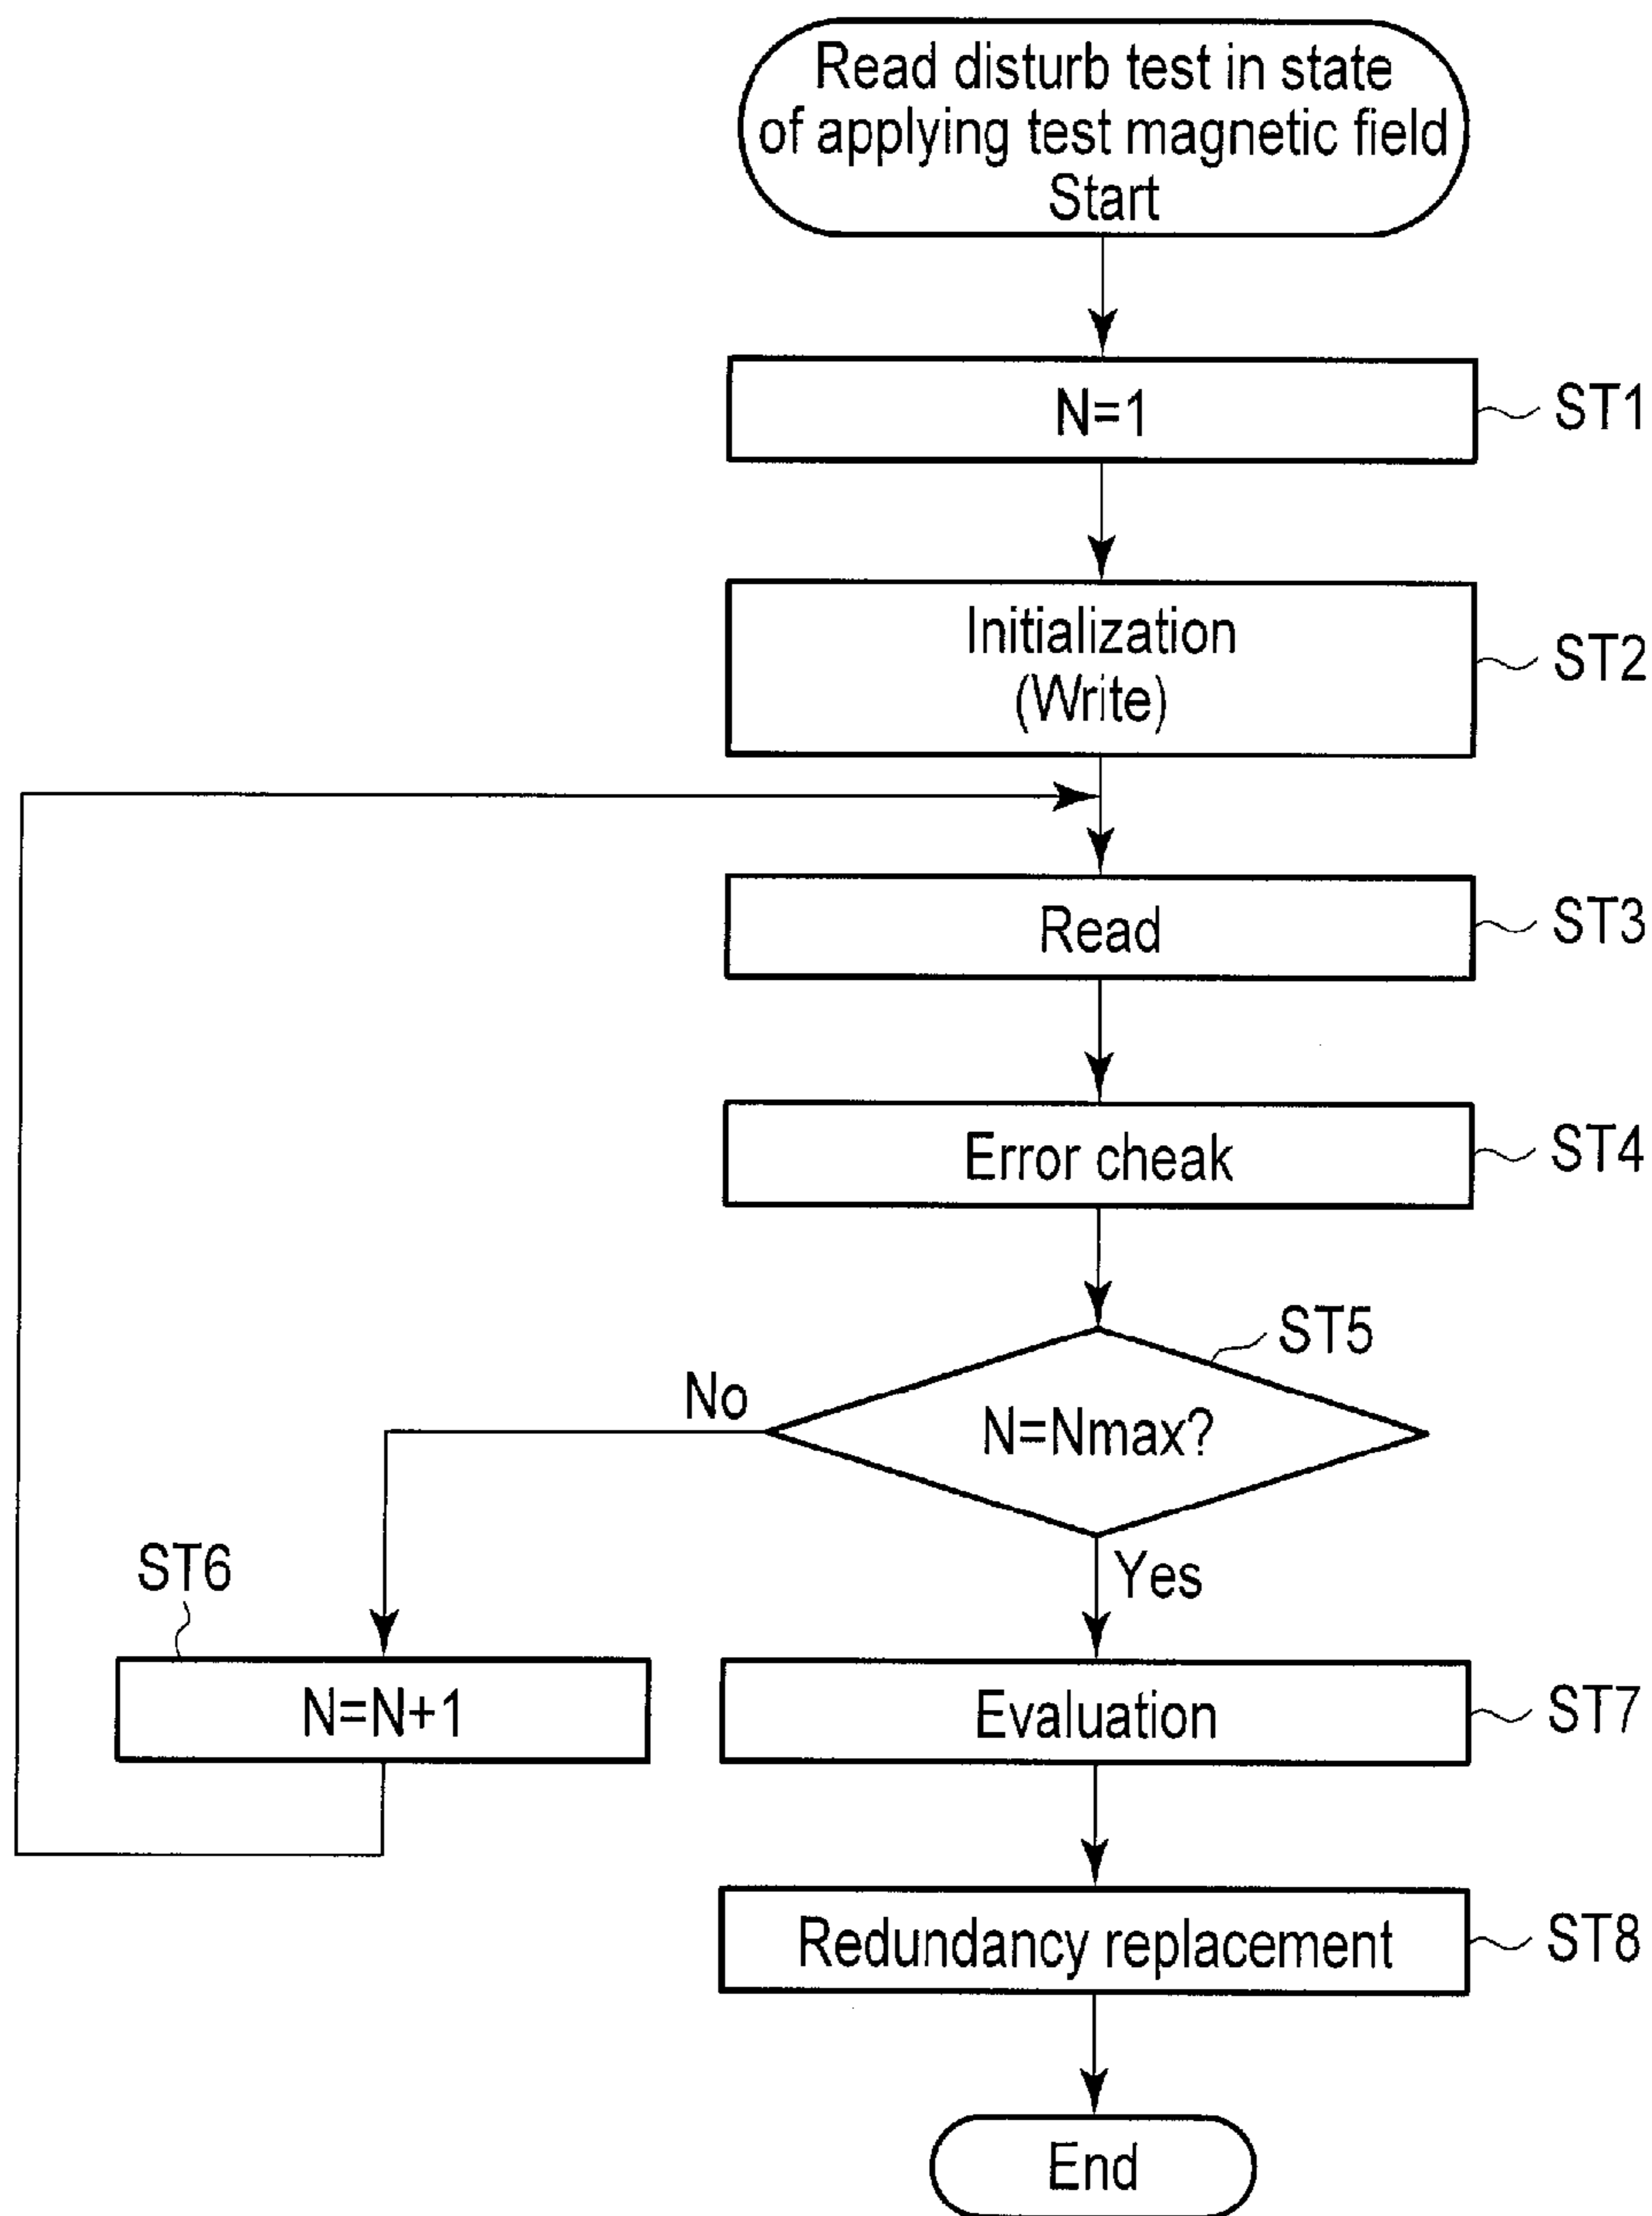 Read disturb test in state
of applying test magnetic field
Start
N=1
ST1
Initialization
(Write)
ST2
Read
ST3
Error cheak
ST4
ST5
N=Nmax?
No
Yes
ST6
N=N+1
Evaluation
ST7
Redundancy replacement
ST8
End